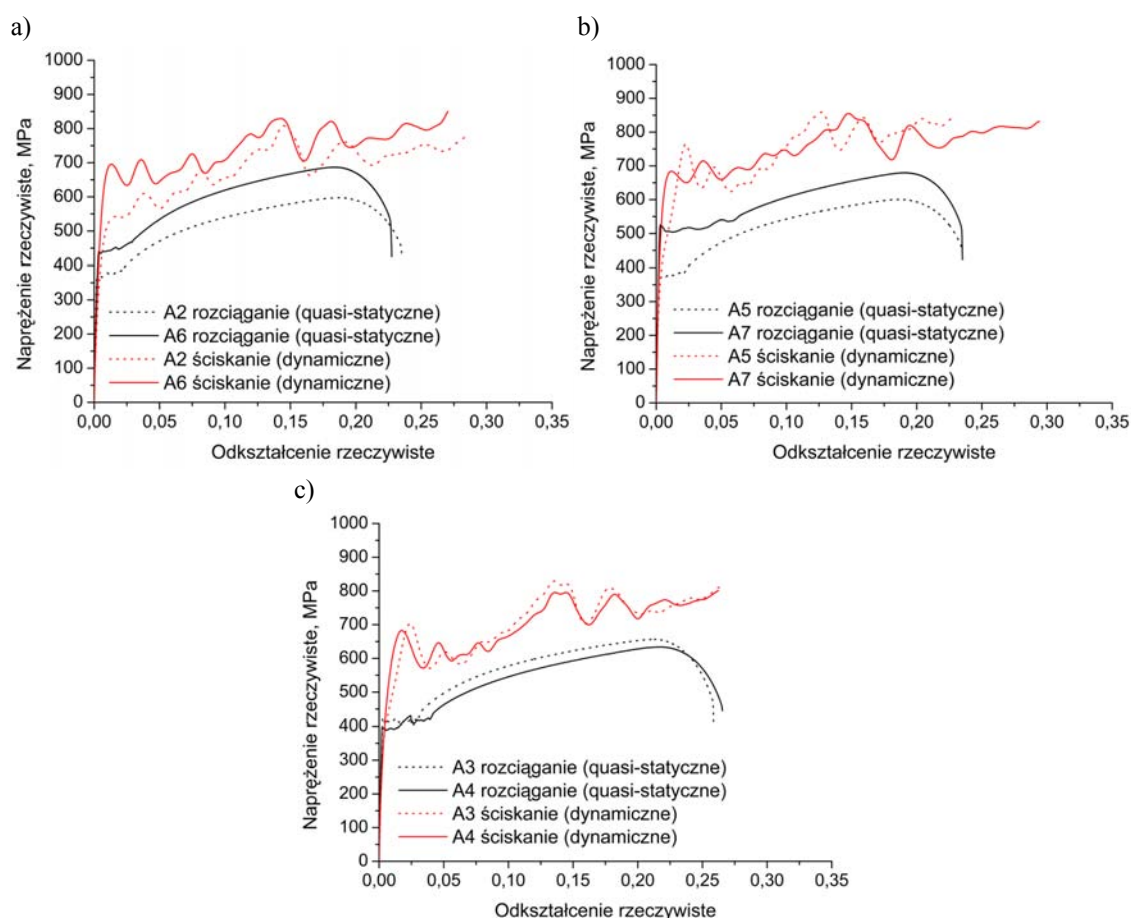 a)
1000
900
800
700
600
500
400
300
200
100
0
Naprężenie rzeczywiste, MPa
A2 rozciąganie (quasi-statyczne)
A6 rozciąganie (quasi-statyczne)
A2 ściskanie (dynamiczne)
A6 ściskanie (dynamiczne)
0,00 0,05 0,10 0,15 0,20 0,25 0,30 0,35
Odkształcenie rzeczywiste
b)
1000
900
800
700
600
500
400
300
200
100
0
Naprężenie rzeczywiste, MPa
A5 rozciąganie (quasi-statyczne)
A7 rozciąganie (quasi-statyczne)
A5 ściskanie (dynamiczne)
A7 ściskanie (dynamiczne)
0,00 0,05 0,10 0,15 0,20 0,25 0,30 0,35
Odkształcenie rzeczywiste
c)
1000
900
800
700
600
500
400
300
200
100
0
Naprężenie rzeczywiste, MPa
A3 rozciąganie (quasi-statyczne)
A4 rozciąganie (quasi-statyczne)
A3 ściskanie (dynamiczne)
A4 ściskanie (dynamiczne)
0,00 0,05 0,10 0,15 0,20 0,25 0,30 0,35
Odkształcenie rzeczywiste